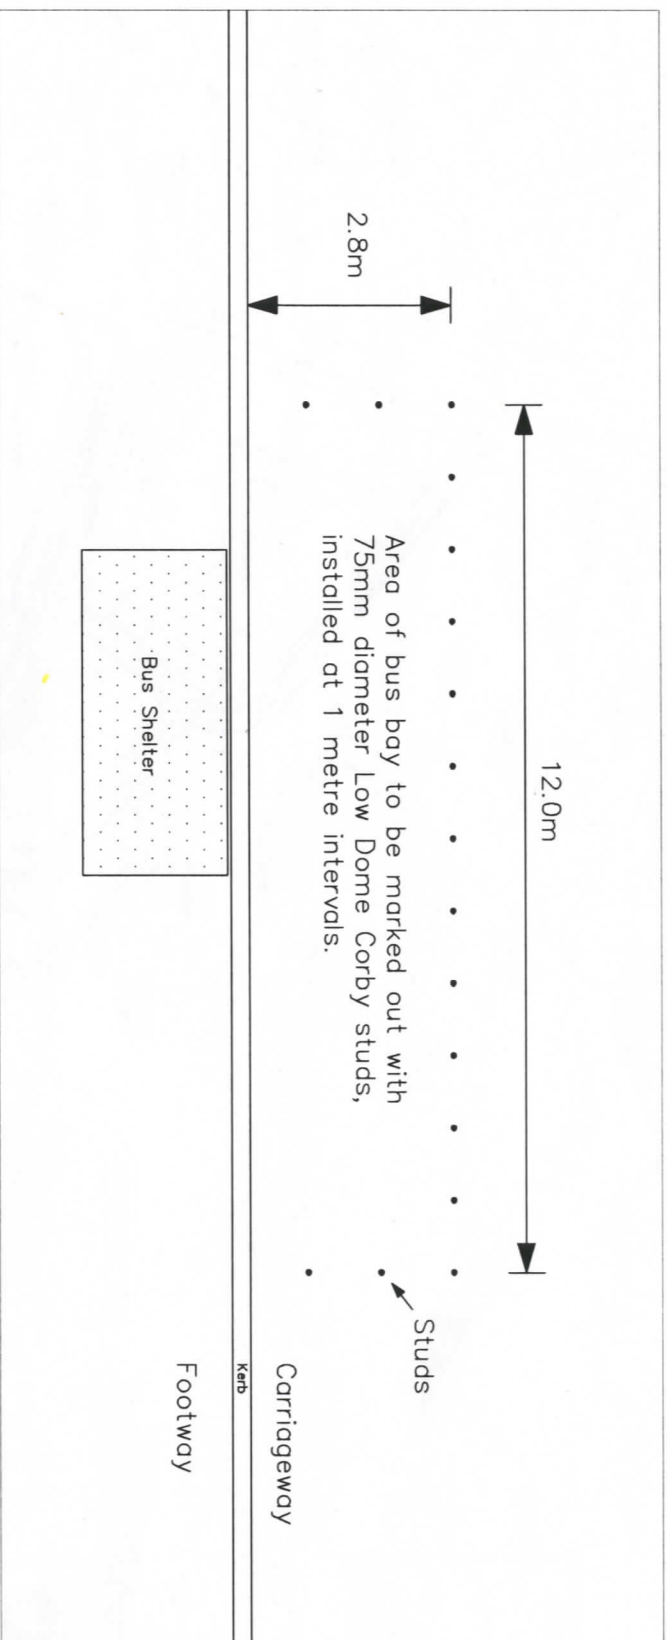 12.0m
2.8m
Area of bus bay to be marked out with
75mm diameter Low Dome Corby studs,
installed at 1 metre intervals.
Studs
Carriageway
Kerb
Footway
Bus Shelter